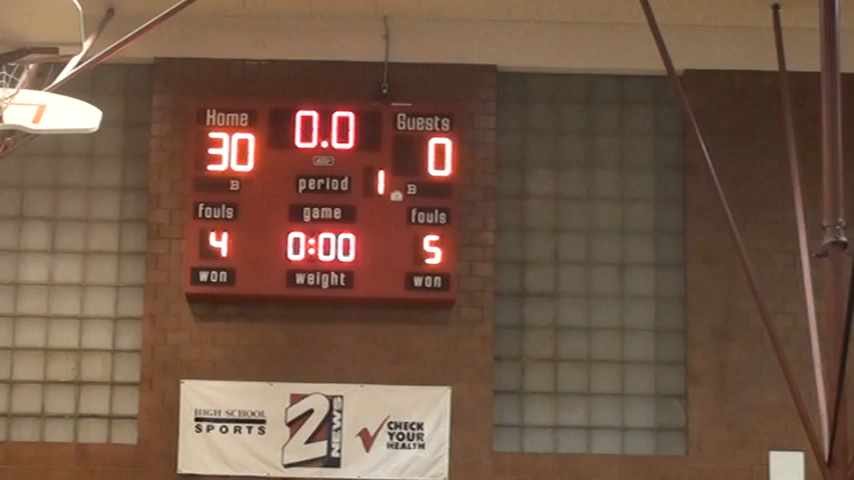 Home 0.0 Guests
30 0
B period 1 B
fouls game fouls
4 0:00 5
won weight won
HIGH SCHOOL
SPORTS
2 NEWS
CHECK
YOUR
HEALTH